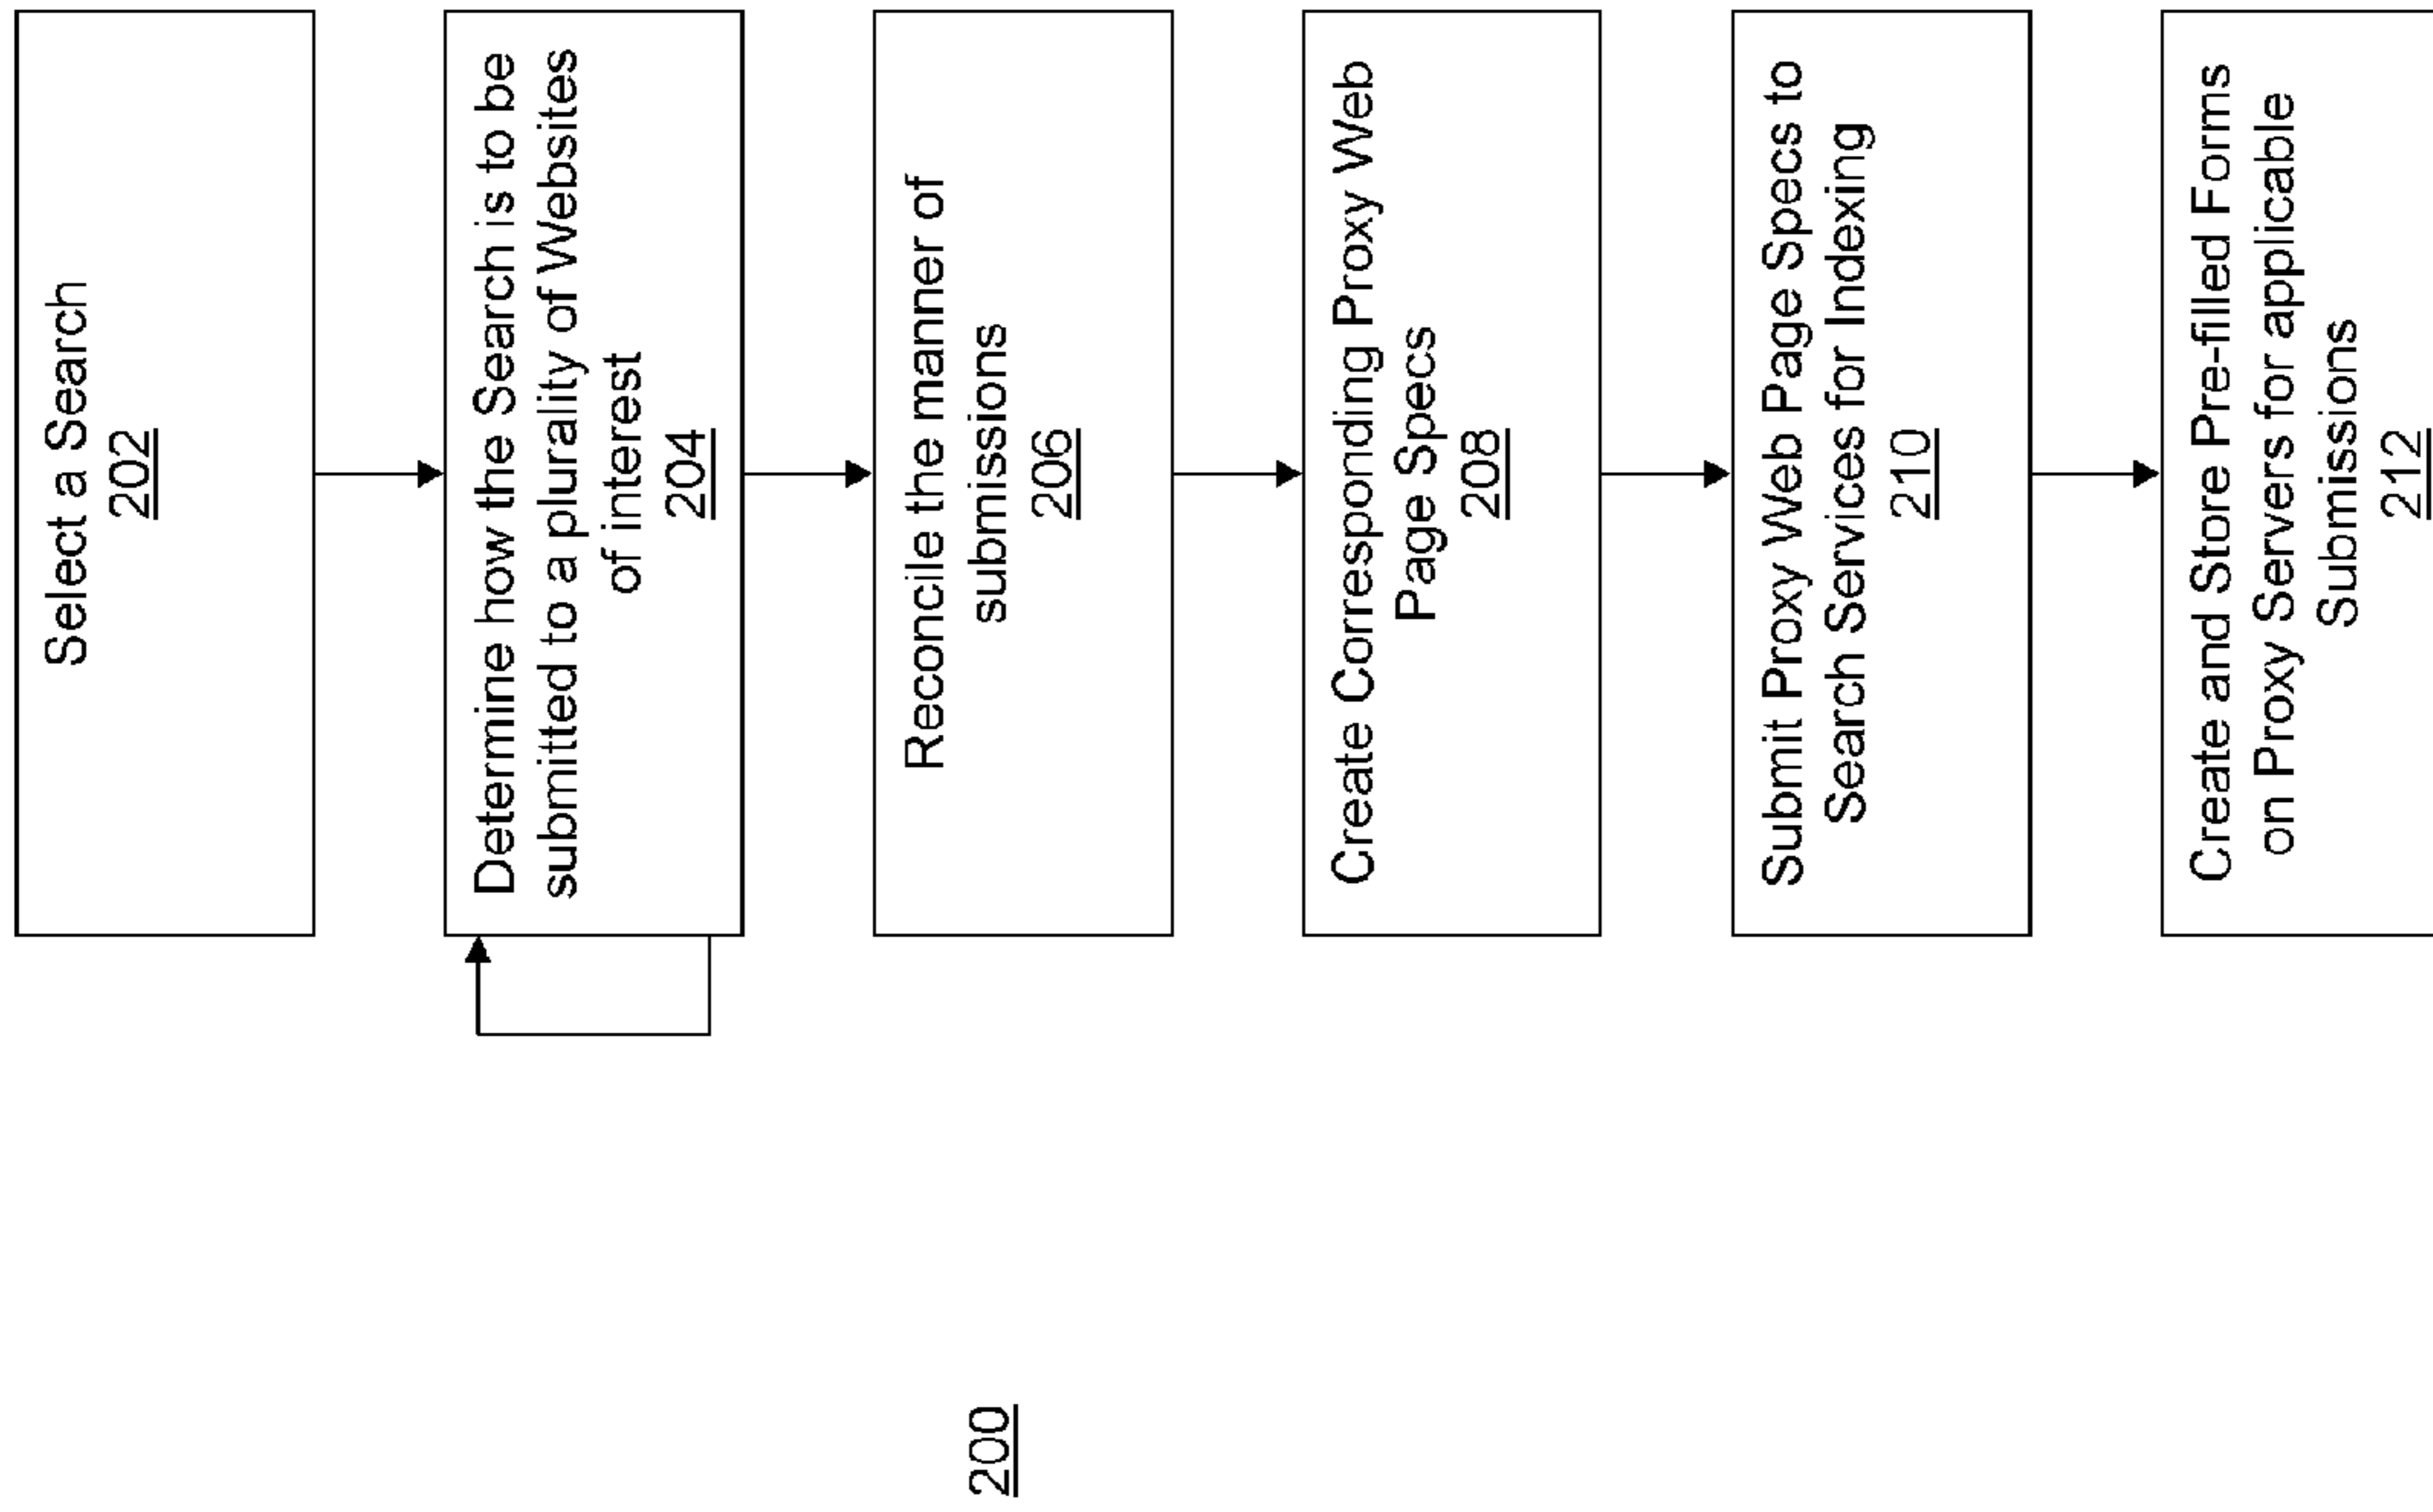 Select a Search
202
Determine how the Search is to be
submitted to a plurality of Websites
of interest
204
Reconcile the manner of
submissions
206
Create Corresponding Proxy Web
Page Specs
208
Submit Proxy Web Page Specs to
Search Services for Indexing
210
Create and Store Pre-filled Forms
on Proxy Servers for applicable
Submissions
212
200